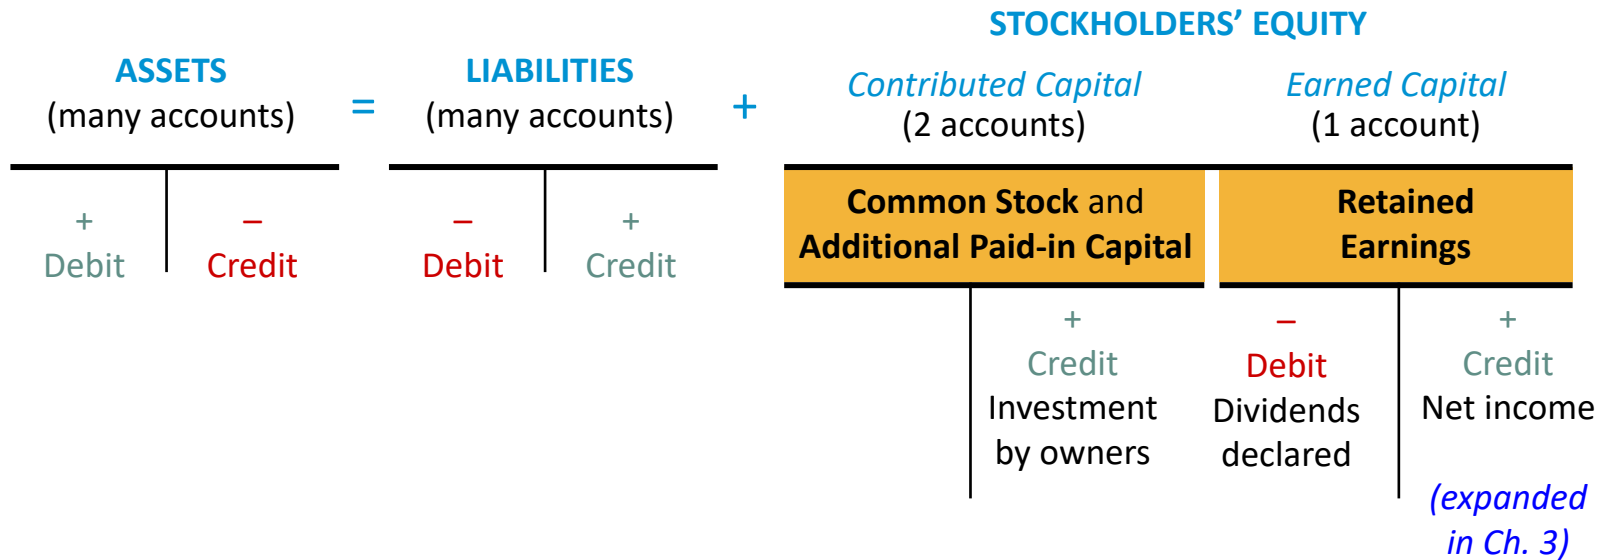 STOCKHOLDERS’ EQUITY
ASSETS
(many accounts)
=
LIABILITIES
(many accounts)
+
Contributed Capital
(2 accounts)
Earned Capital
(1 account)
+
Debit
–
Credit
–
Debit
+
Credit
Common Stock and
Additional Paid-in Capital
Retained
Earnings
+
Credit
Investment
by owners
–
Debit
Dividends
declared
+
Credit
Net income
(expanded
in Ch. 3)